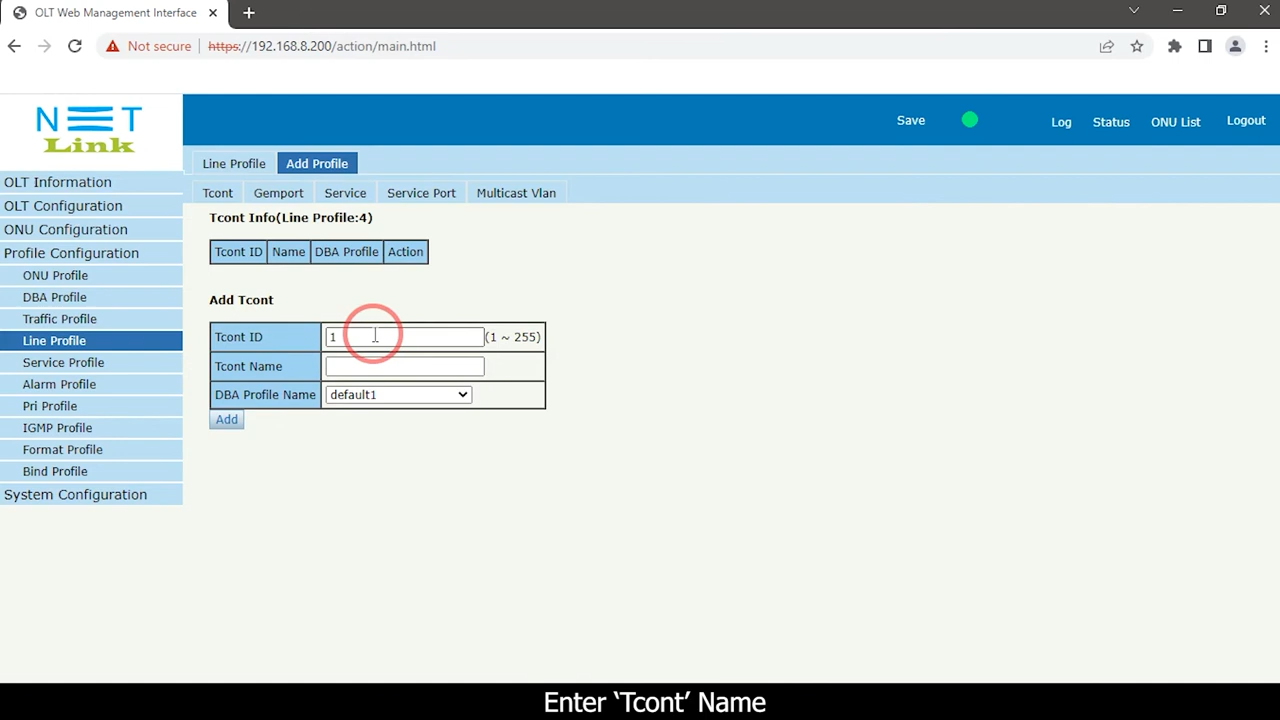 OLT Web Management Interface
Not secure
https://192.168.8.200/action/main.html
NET
Link
Save
Log
Status
ONU List
Logout
Line Profile
Add Profile
OLT Information
OLT Configuration
ONU Configuration
Profile Configuration
ONU Profile
DBA Profile
Traffic Profile
Line Profile
Service Profile
Alarm Profile
Pri Profile
IGMP Profile
Format Profile
Bind Profile
System Configuration
Tcont
Gemport
Service
Service Port
Multicast Vlan
Tcont Info(Line Profile:4)
Tcont ID Name DBA Profile Action
Add Tcont
Tcont ID 1 (1 ~ 255)
Tcont Name
DBA Profile Name default1
Add
Enter ‘Tcont’ Name